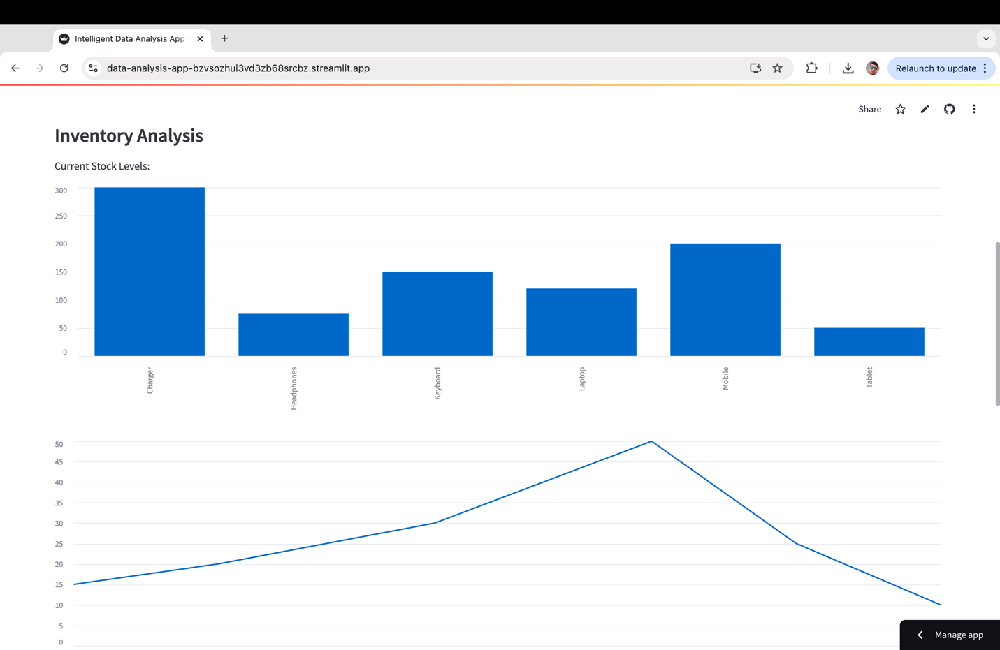 Intelligent Data Analysis App
data-analysis-app-bzvsozhui3vd3zb68srcbz.streamlit.app
Relaunch to update
Share
Inventory Analysis
Current Stock Levels:
300
250
200
150
100
50
0
Charger
Headphones
Keyboard
Laptop
Mobile
Tablet
50
45
40
35
30
25
20
15
10
5
0
Manage app